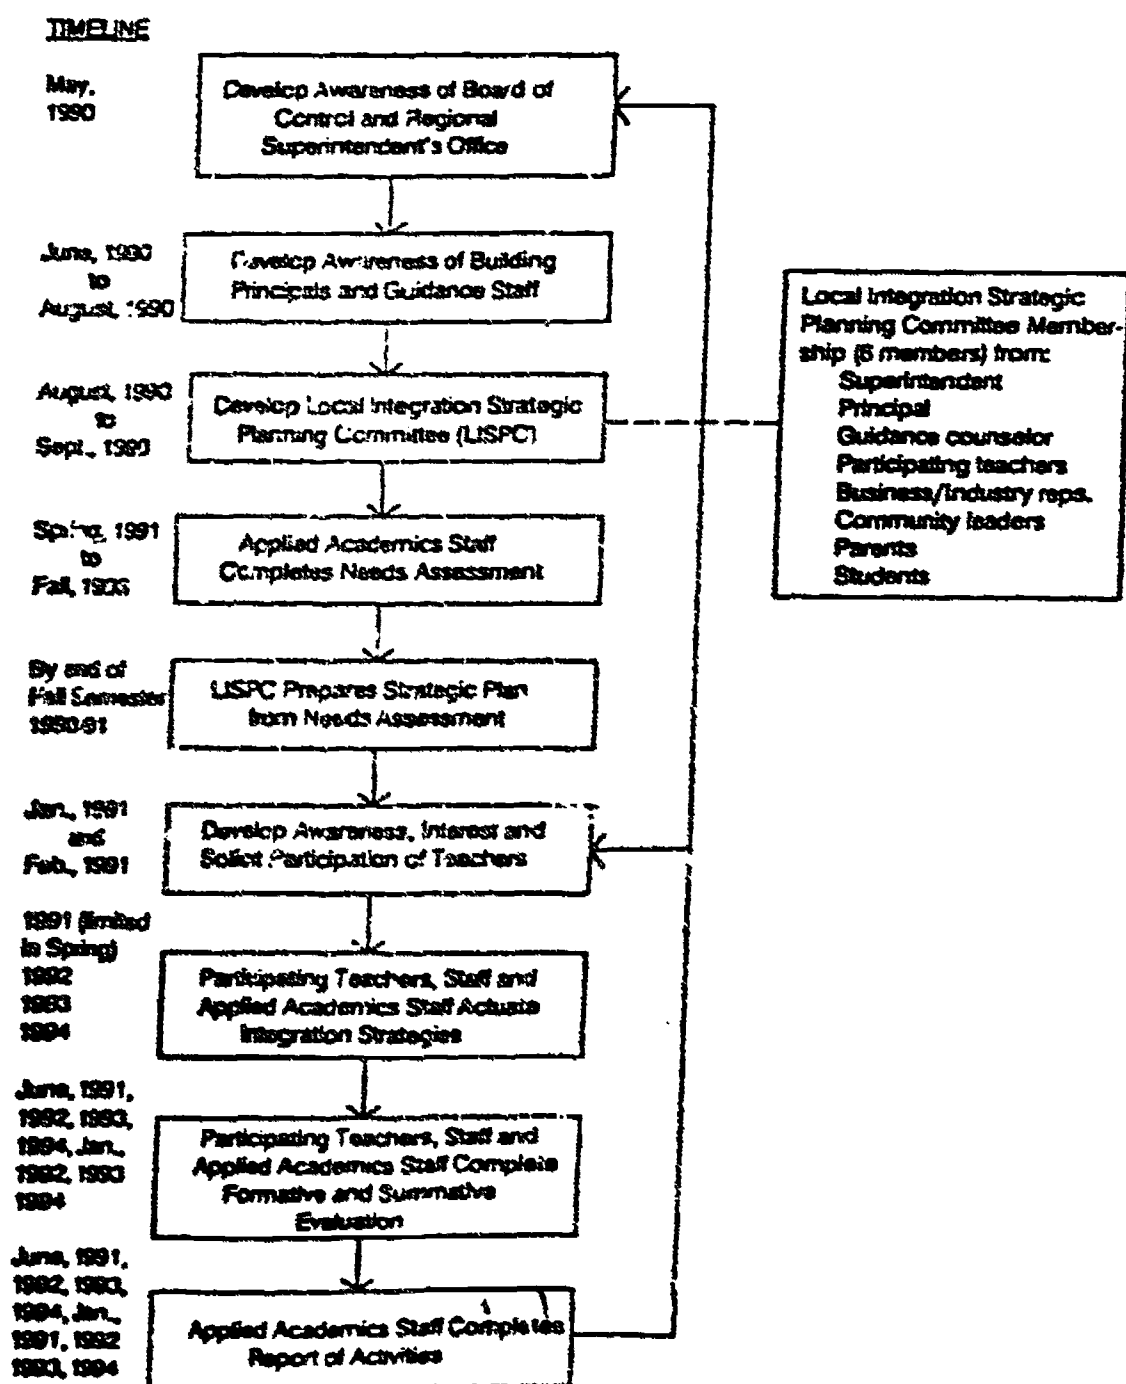 TIMELINE
May,
1990
Develop Awareness of Board of
Control and Regional
Superintendent's Office
June, 1990
to
August, 1990
Develop Awareness of Building
Principals and Guidance Staff
August, 1990
to
Sept., 1990
Develop Local Integration Strategic
Planning Committee (LISPC)
Local Integration Strategic
Planning Committee Member-
ship (6 members) from:
Superintendent
Principal
Guidance counselor
Participating teachers
Business/Industry reps.
Community leaders
Parents
Students
Spring, 1991
to
Fall,
Applied Academics Staff
Completes Needs Assessment
By end of
Fall Semester
1990-91
LISPC Prepares Strategic Plan
from Needs Assessment
Jan., 1991
and
Feb., 1991
Develop Awareness, Interest and
Solicit Participation of Teachers
1991 (limited
in Spring)
1992
1993
1994
Participating Teachers, Staff and
Applied Academics Staff Actuate
Integration Strategies
June, 1991,
1992, 1993,
1994, Jan.,
1992, 1993
1994
Participating Teachers, Staff and
Applied Academics Staff Complete
Formative and Summative
Evaluation
June, 1991,
1992, 1993,
1994, Jan.,
1991, 1992
1993, 1994
Applied Academics Staff Completes
Report of Activities